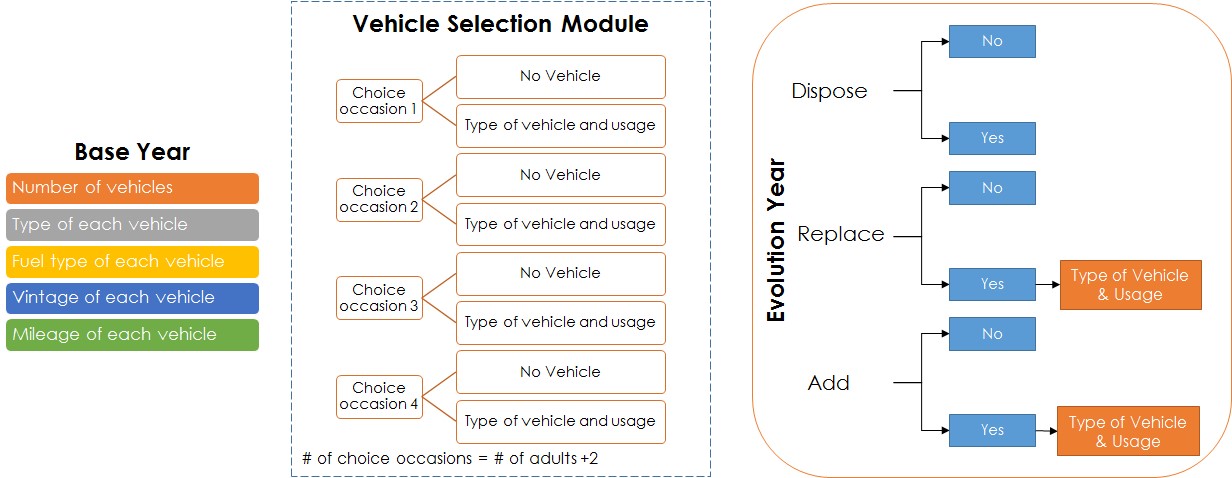 Base Year
Number of vehicles
Type of each vehicle
Fuel type of each vehicle
Vintage of each vehicle
Mileage of each vehicle
Vehicle Selection Module
Choice
occasion 1
No Vehicle
Type of vehicle and usage
Choice
occasion 2
No Vehicle
Type of vehicle and usage
Choice
occasion 3
No Vehicle
Type of vehicle and usage
Choice
occasion 4
No Vehicle
Type of vehicle and usage
# of choice occasions = # of adults +2
Evolution Year
Dispose
No
Yes
Replace
No
Yes
Type of Vehicle
& Usage
Add
No
Yes
Type of Vehicle
& Usage